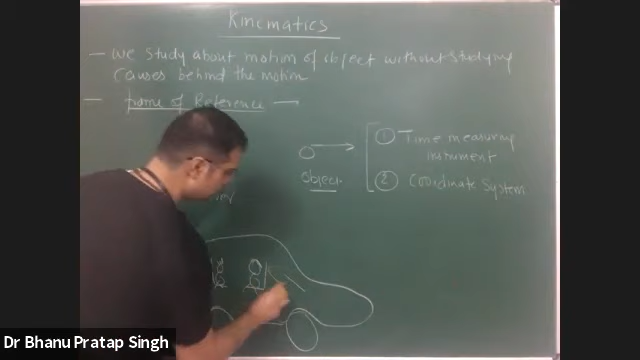 Kinematics
— We study about motion of object without studying
causes behind the motion
— frame of Reference —
① Time measuring
instrument
object
② Coordinate System
Dr Bhanu Pratap Singh